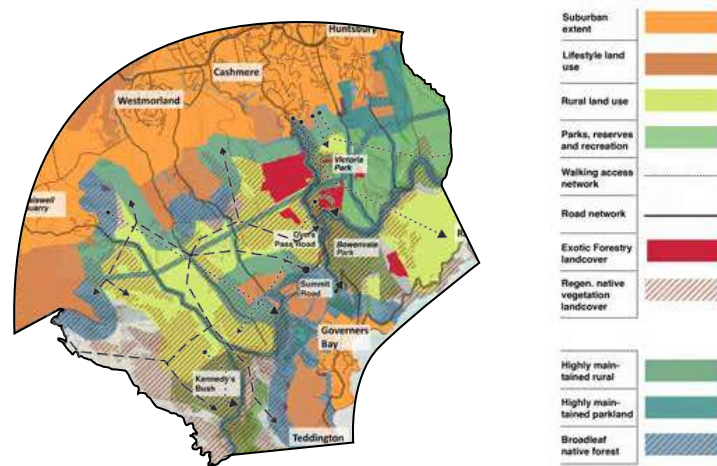 Huntsbury
Cashmere
Westmorland
Victoria
Park
Dyers
Pass Road
Bowenvale
Park
Summit
Road
Governers
Bay
Kennedy's
Bush
Teddington
Suburban
extent
Lifestyle land
use
Rural land use
Parks, reserves
and recreation
Walking access
network
Road network
Exotic Forestry
landcover
Regen. native
vegetation
landcover
Highly main-
tained rural
Highly main-
tained parkland
Broadleaf
native forest